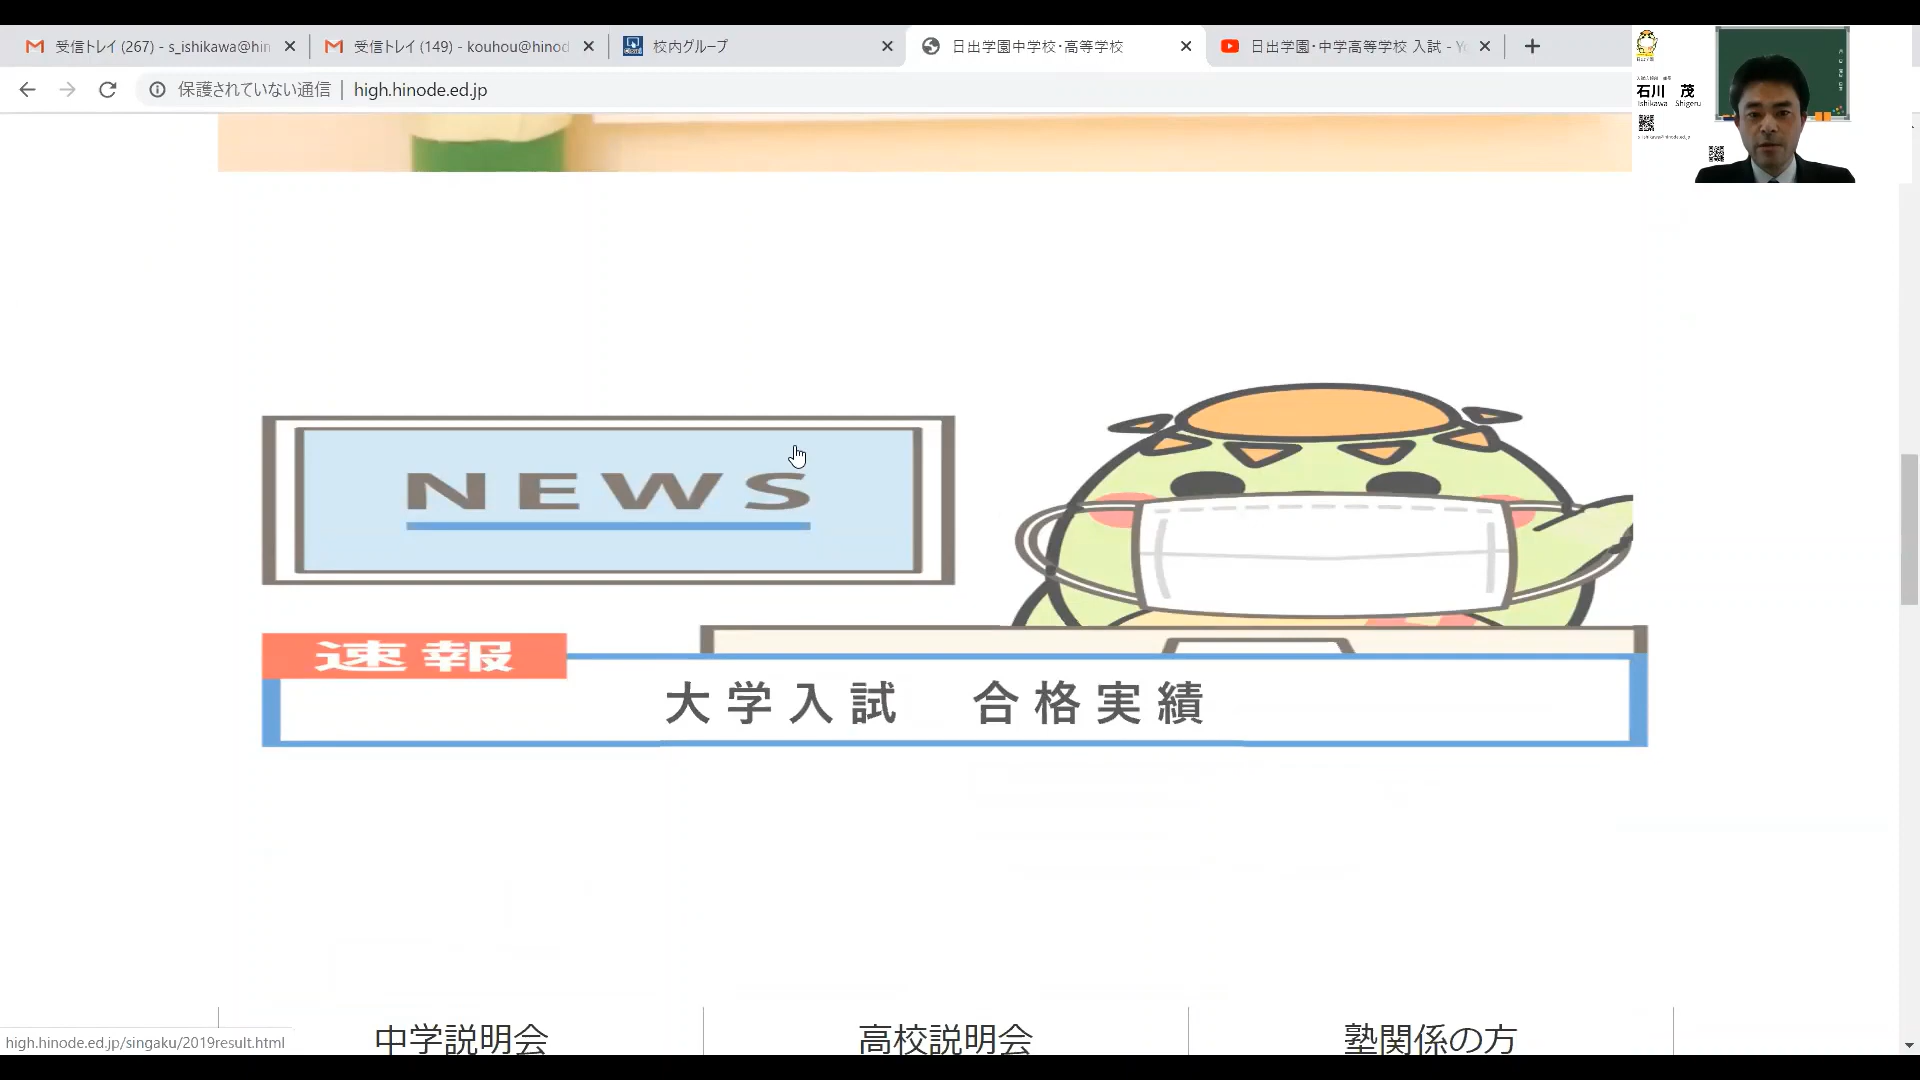 受信トレイ (267) - s_ishikawa@hin
受信トレイ (149) - kouhou@hinod
校内グループ
日出学園中学校・高等学校
日出学園・中学高等学校 入試 - Y
保護されていない通信
high.hinode.ed.jp
石川 茂
Ishikawa Shigeru
NEWS
速報
大学入試 合格実績
中学説明会
高校説明会
塾関係の方
high.hinode.ed.jp/singaku/2019result.html